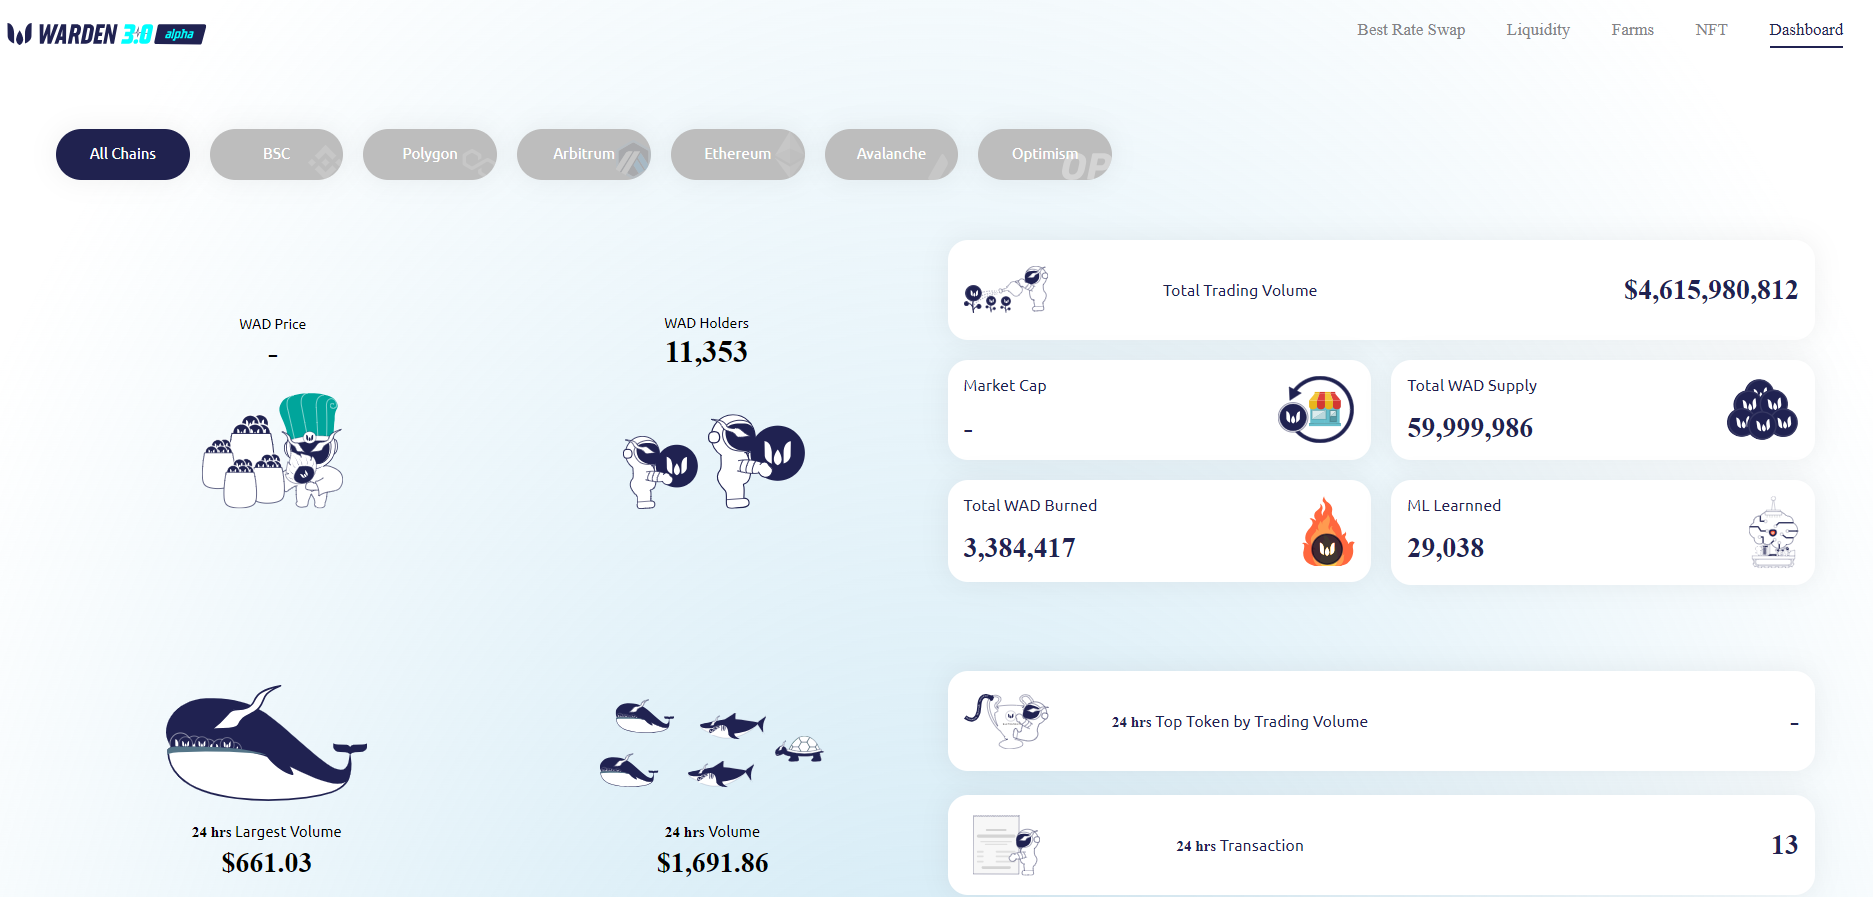 WARDEN 3.0 alpha
Best Rate Swap
Liquidity
Farms
NFT
Dashboard
All Chains
BSC
Polygon
Arbitrum
Ethereum
Avalanche
Optimism
OP
WAD Price
-
WAD Holders
11,353
Total Trading Volume
$4,615,980,812
Market Cap
-
Total WAD Supply
59,999,986
Total WAD Burned
3,384,417
ML Learnned
29,038
24 hrs Largest Volume
$661.03
24 hrs Volume
$1,691.86
24 hrs Top Token by Trading Volume
-
24 hrs Transaction
13